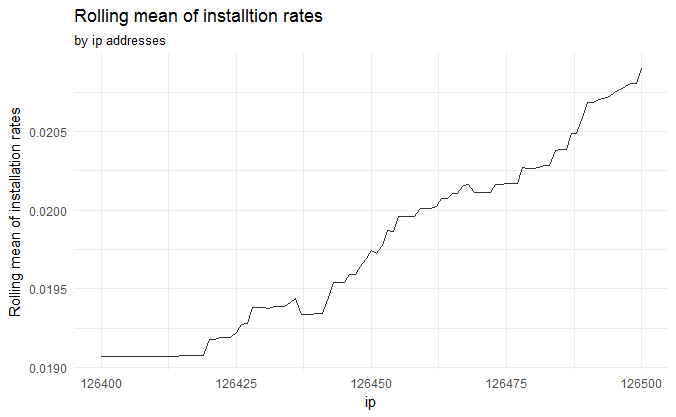 Rolling mean of installtion rates
by ip addresses
Rolling mean of installation rates
0.0205
0.0200
0.0195
0.0190
126400 126425 126450 126475 126500
ip